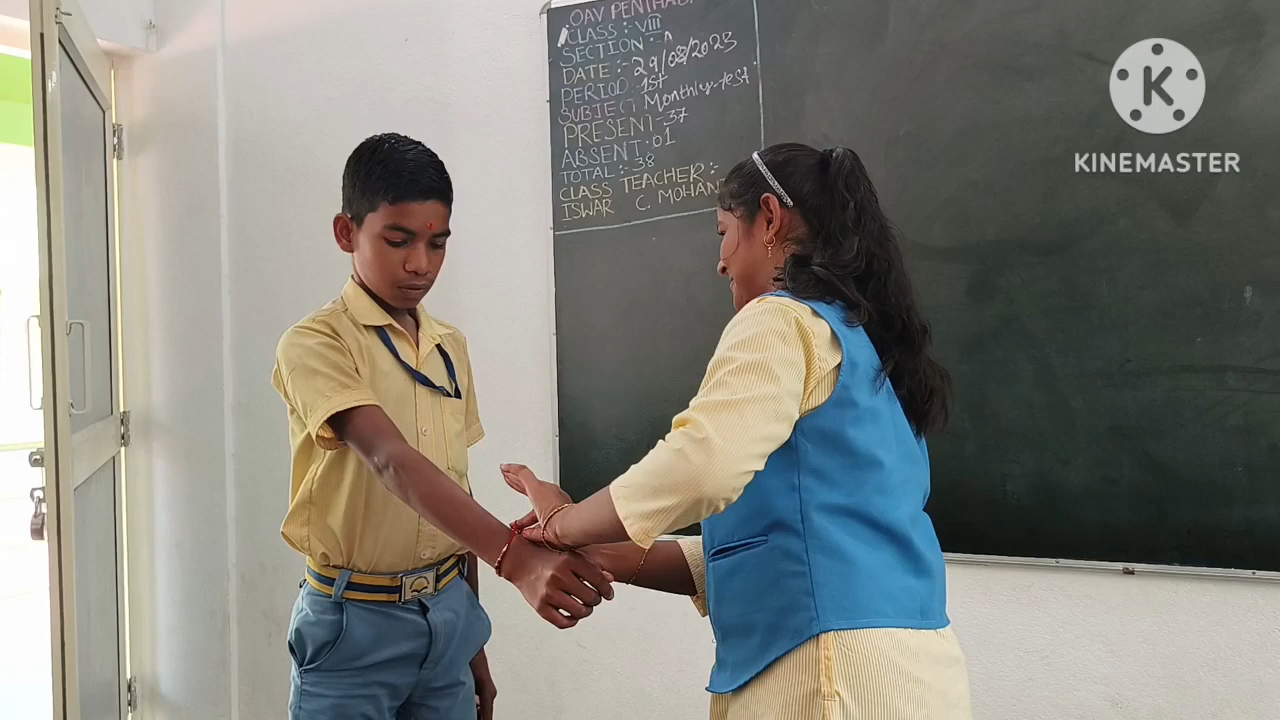 OAV PENTHA
CLASS :- VIII
SECTION :- A
DATE :- 29/08/2023
PERIOD :- 1st
SUBJECT Monthly-test
PRESENT :- 37
ABSENT : 01
TOTAL :- 38
CLASS TEACHER :-
ISWAR C. MOHAN
K
KINEMASTER